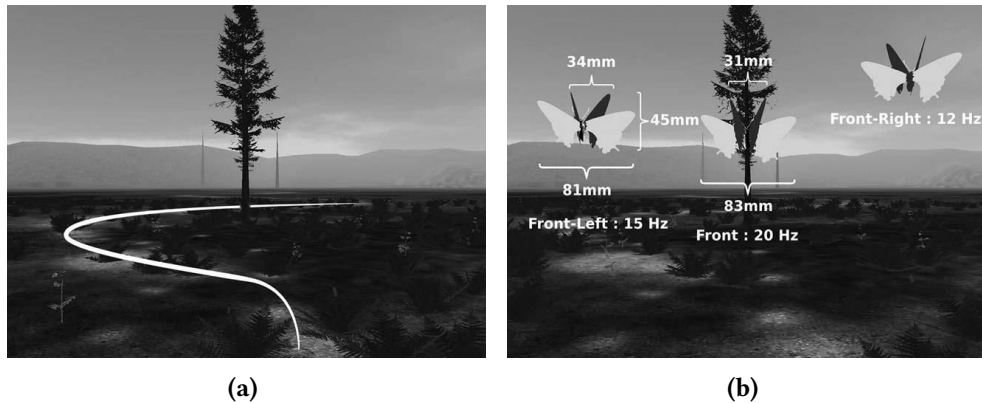 34mm
31mm
45mm
Front-Right : 12 Hz
81mm
83mm
Front-Left : 15 Hz
Front : 20 Hz
(a)
(b)